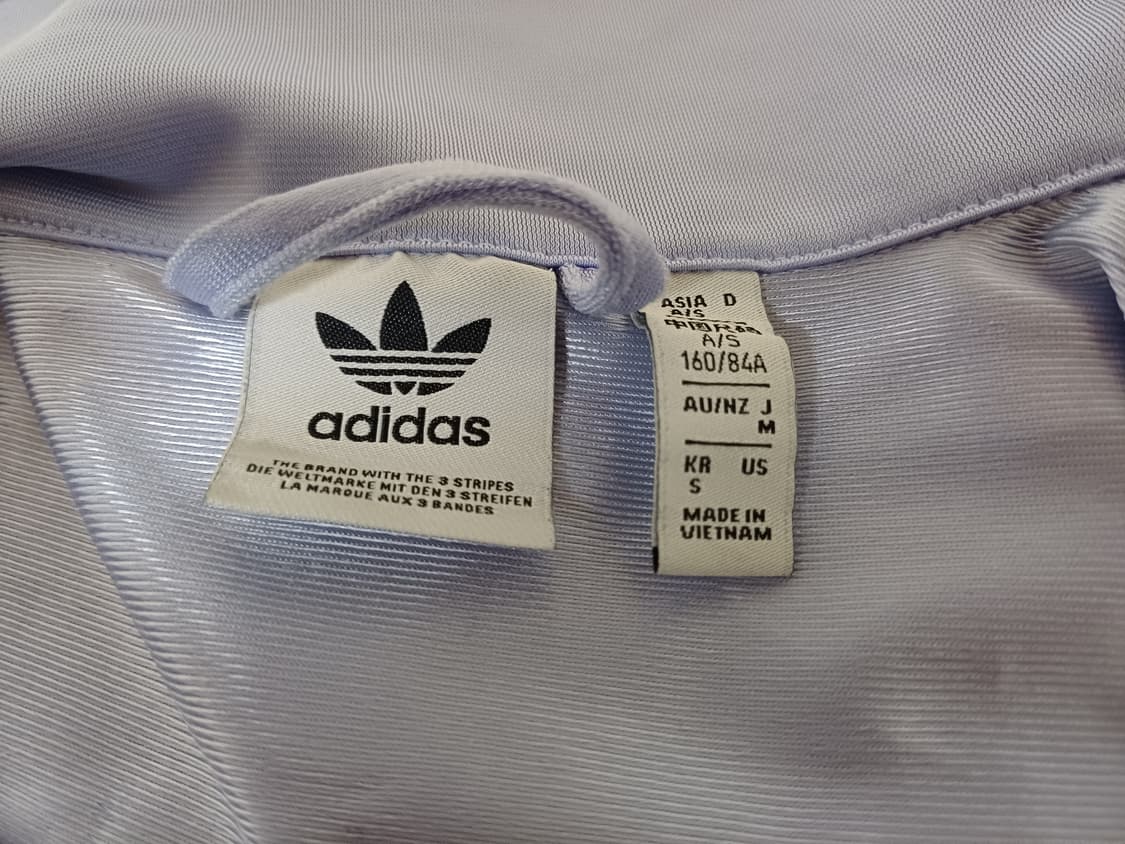 adidas
THE BRAND WITH THE 3 STRIPES
DIE WELTMARKE MIT DEN 3 STREIFEN
LA MARQUE AUX 3 BANDES
ASIA D
A/S
A/S
160/84A
AU/NZ J
M
KR US
S
MADE IN
VIETNAM